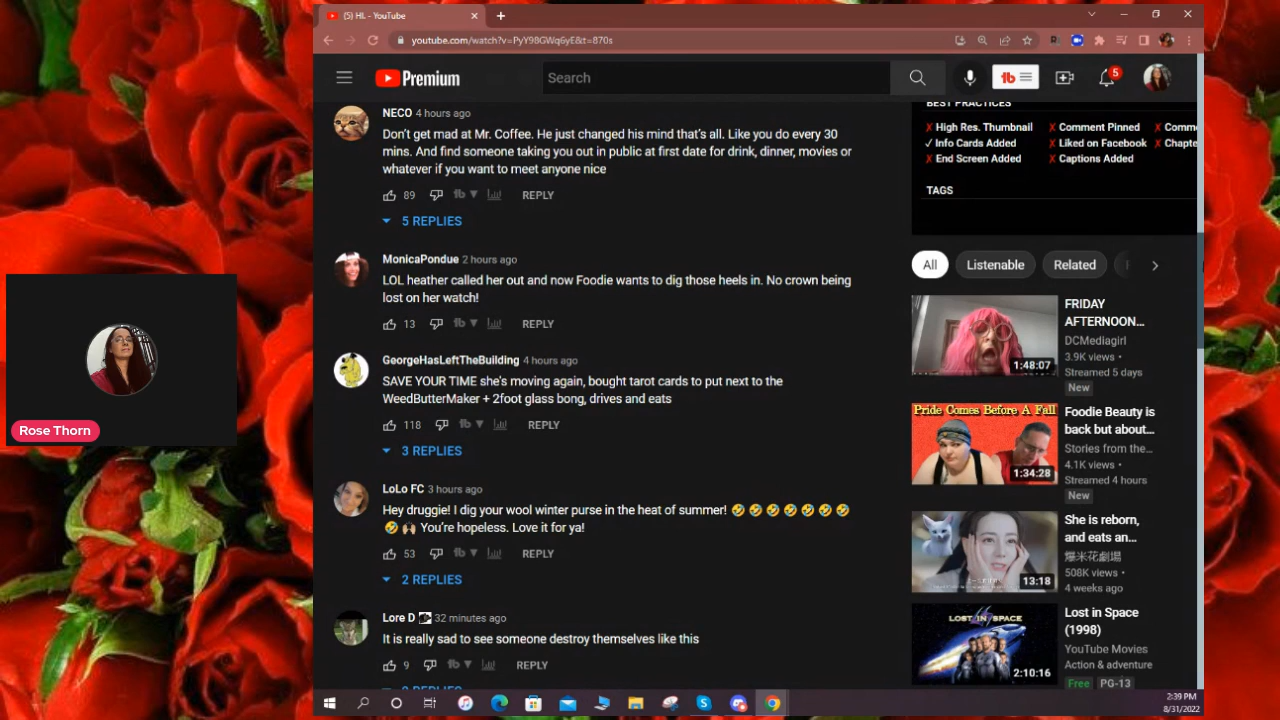 (5) HI. - YouTube
youtube.com/watch?v=PyY98GWq6yE&t=870s
Premium
Search
tb
5
NECO 4 hours ago
Don't get mad at Mr. Coffee. He just changed his mind that's all. Like you do every 30
mins. And find someone taking you out in public at first date for drink, dinner, movies or
whatever if you want to meet anyone nice
89 tb REPLY
5 REPLIES
MonicaPondue 2 hours ago
LOL heather called her out and now Foodie wants to dig those heels in. No crown being
lost on her watch!
13 tb REPLY
GeorgeHasLeftTheBuilding 4 hours ago
SAVE YOUR TIME she's moving again, bought tarot cards to put next to the
WeedButterMaker + 2foot glass bong, drives and eats
118 tb REPLY
3 REPLIES
LoLo FC 3 hours ago
Hey druggie! I dig your wool winter purse in the heat of summer! 🤣🤣🤣🤣🤣🤣🤣
🤣🙌🏽 You're hopeless. Love it for ya!
53 tb REPLY
2 REPLIES
Lore D 32 minutes ago
It is really sad to see someone destroy themselves like this
9 tb REPLY
BEST PRACTICES
✗ High Res. Thumbnail ✗ Comment Pinned ✗ Comme
✓ Info Cards Added ✗ Liked on Facebook ✗ Chapte
✗ End Screen Added ✗ Captions Added
TAGS
All Listenable Related
1:48:07
FRIDAY
AFTERNOON...
DCMediagirl
3.9K views •
Streamed 5 days
New
Pride Comes Before A Fall
1:34:28
Foodie Beauty is
back but about...
Stories from the...
4.1K views •
Streamed 4 hours
New
13:18
She is reborn,
and eats an...
爆米花劇場
508K views •
4 weeks ago
LOST IN SPACE
2:10:16
Lost in Space
(1998)
YouTube Movies
Action & adventure
Free PG-13
Rose Thorn
2:39 PM
8/31/2022